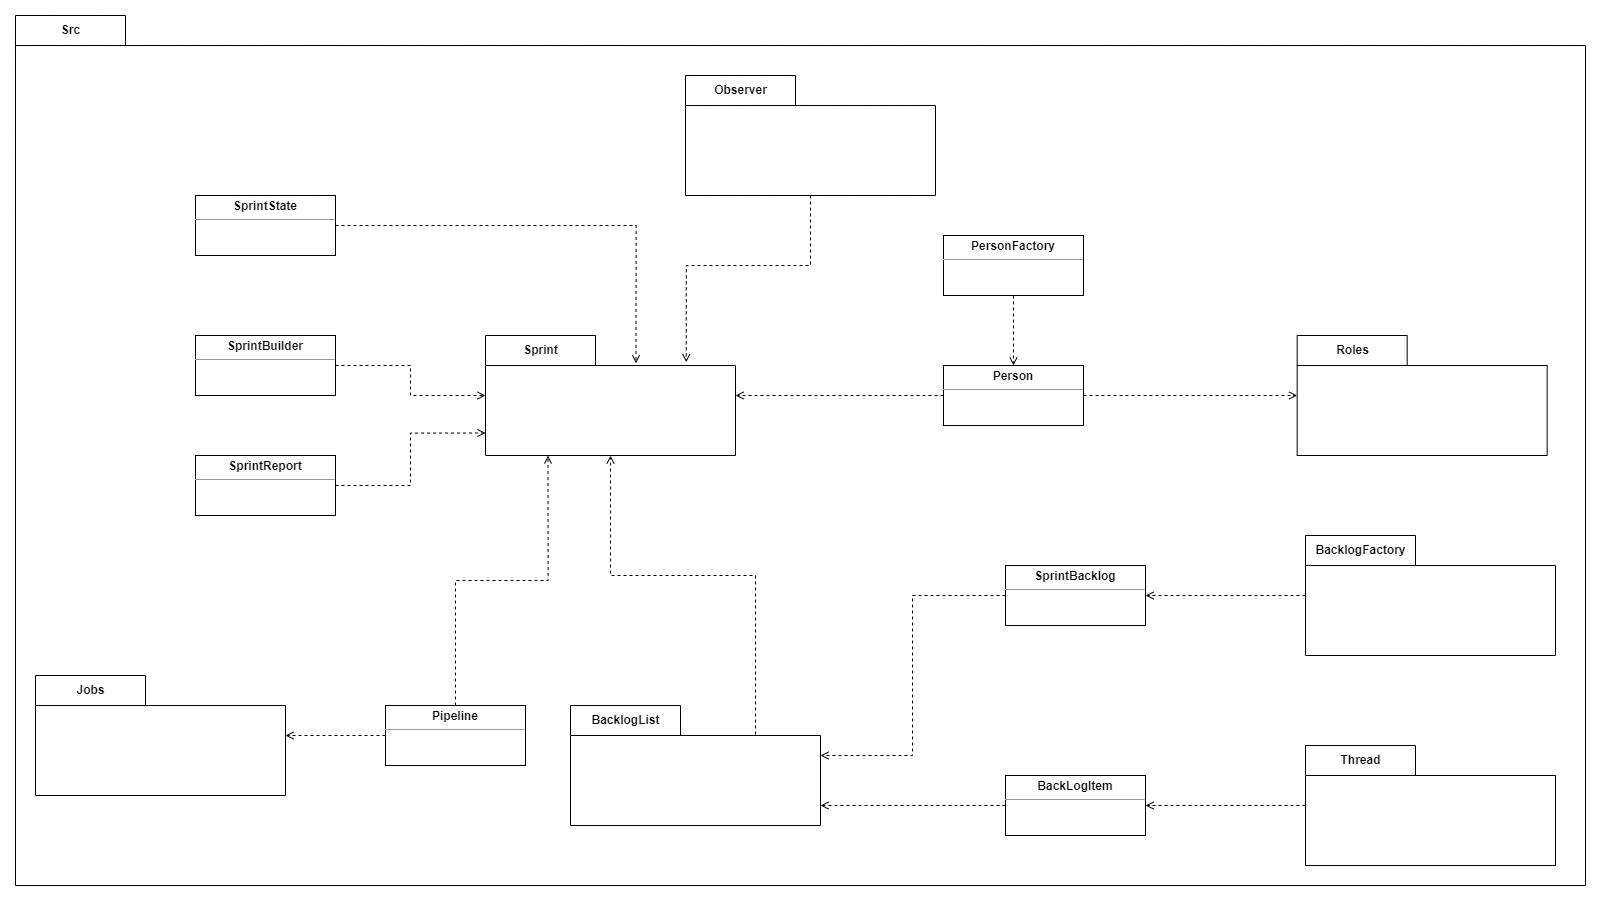 Src
Observer
SprintState
PersonFactory
SprintBuilder
Sprint
Person
Roles
SprintReport
BacklogFactory
SprintBacklog
Jobs
Pipeline
BacklogList
BackLogItem
Thread